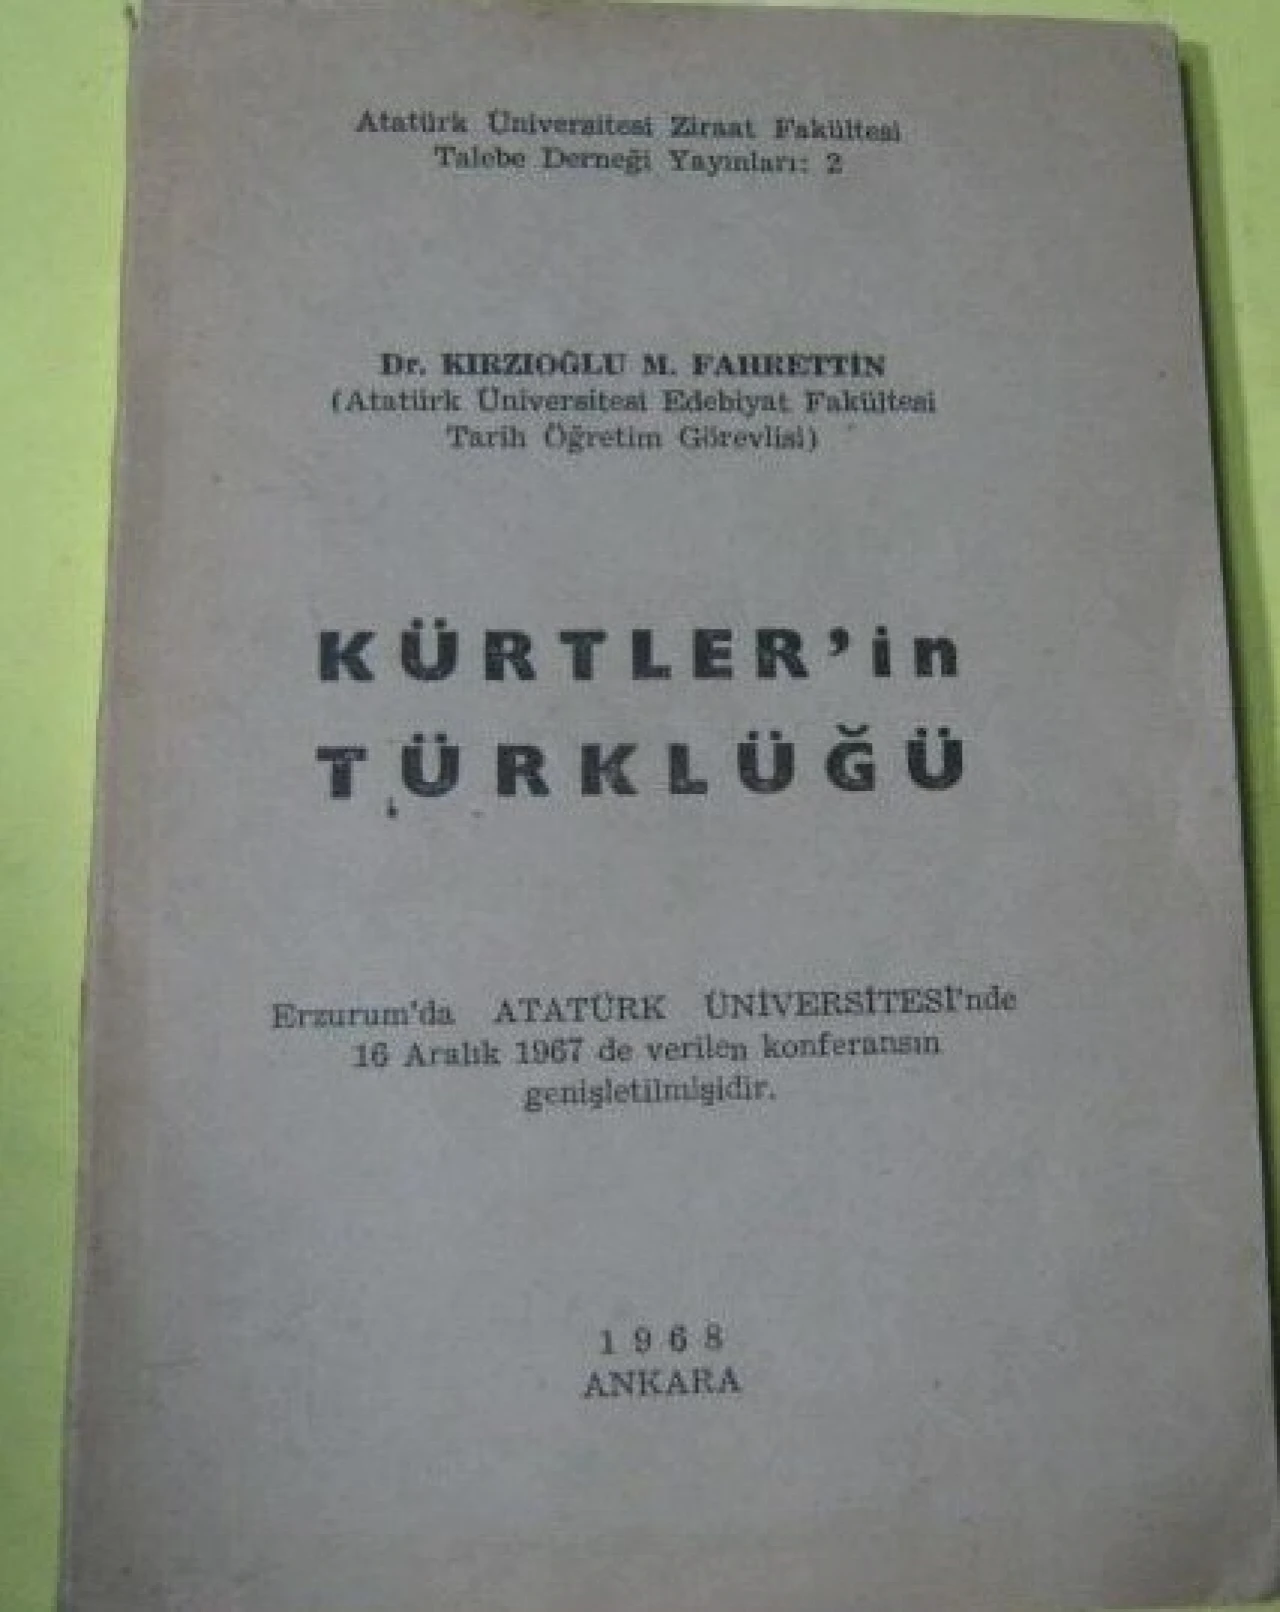 Atatürk Üniversitesi Ziraat Fakültesi
Talebe Derneği Yayınları: 2
Dr. KIRZIOĞLU M. FAHRETTİN
(Atatürk Üniversitesi Edebiyat Fakültesi
Tarih Öğretim Görevlisi)
KÜRTLER'in
TÜRKLÜĞÜ
Erzurum'da ATATÜRK ÜNİVERSİTESİ'nde
16 Aralık 1967 de verilen konferansın
genişletilmişidir.
1968
ANKARA